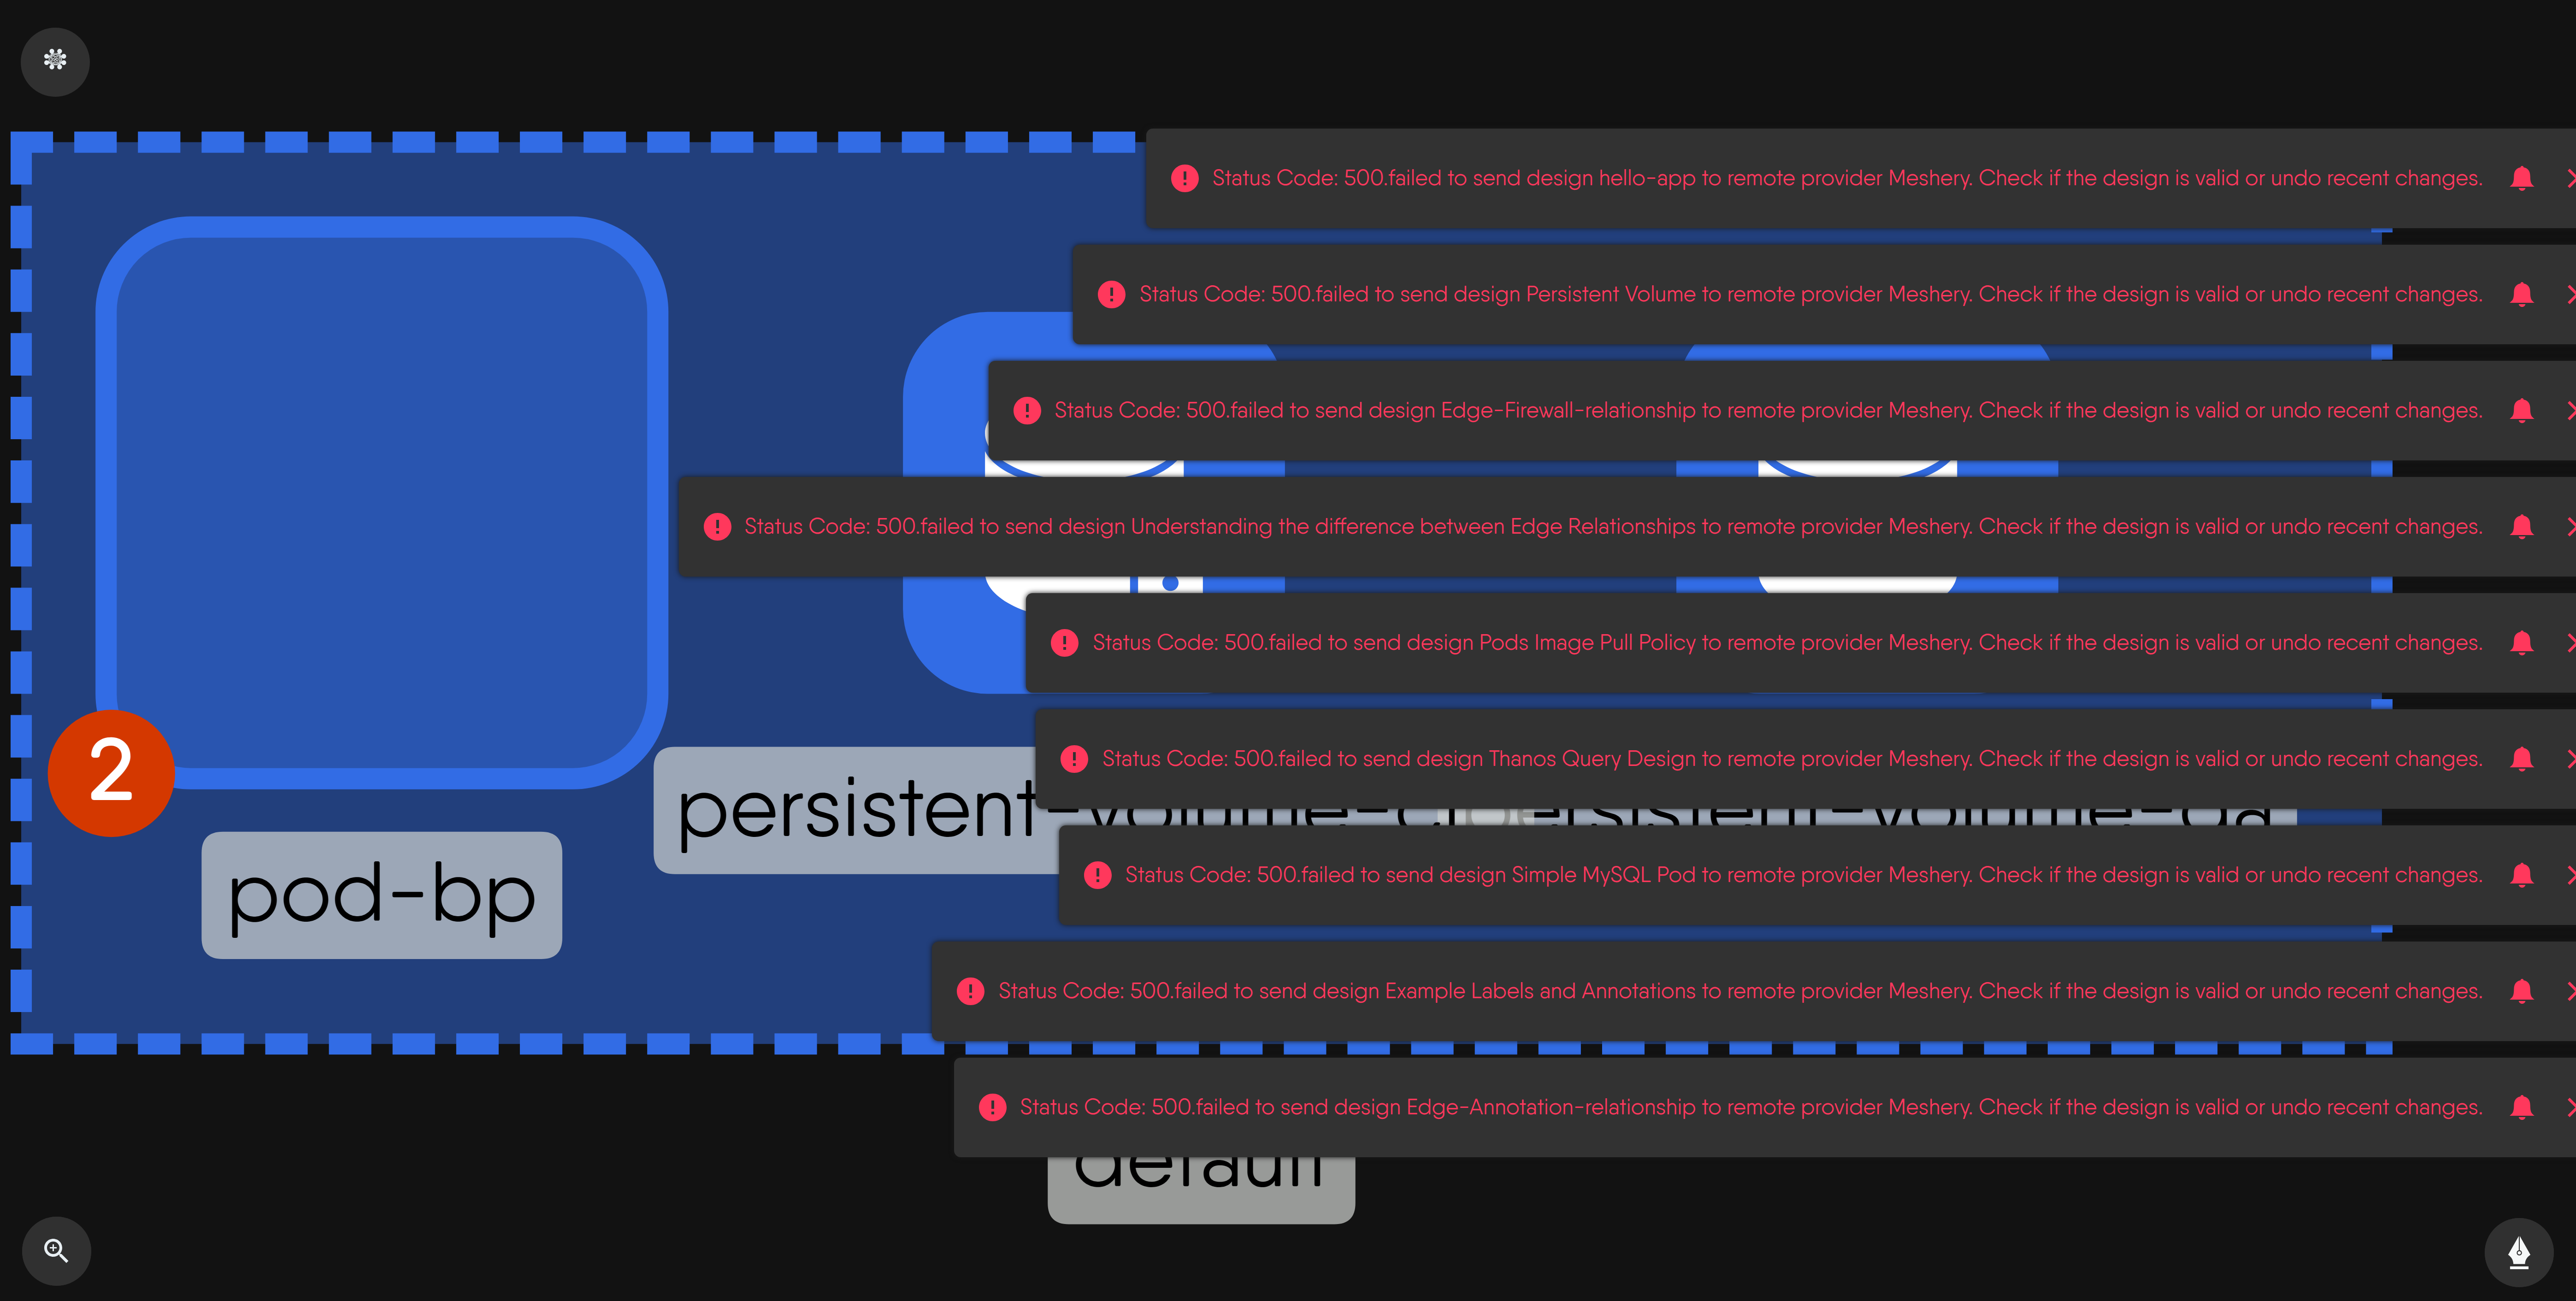 Status Code: 500.failed to send design hello-app to remote provider Meshery. Check if the design is valid or undo recent changes.
Status Code: 500.failed to send design Persistent Volume to remote provider Meshery. Check if the design is valid or undo recent changes.
Status Code: 500.failed to send design Edge-Firewall-relationship to remote provider Meshery. Check if the design is valid or undo recent changes.
Status Code: 500.failed to send design Understanding the difference between Edge Relationships to remote provider Meshery. Check if the design is valid or undo recent changes.
Status Code: 500.failed to send design Pods Image Pull Policy to remote provider Meshery. Check if the design is valid or undo recent changes.
Status Code: 500.failed to send design Thanos Query Design to remote provider Meshery. Check if the design is valid or undo recent changes.
2
persistent-volume-
persistent-volume-
Status Code: 500.failed to send design Simple MySQL Pod to remote provider Meshery. Check if the design is valid or undo recent changes.
pod-bp
Status Code: 500.failed to send design Example Labels and Annotations to remote provider Meshery. Check if the design is valid or undo recent changes.
Status Code: 500.failed to send design Edge-Annotation-relationship to remote provider Meshery. Check if the design is valid or undo recent changes.
default